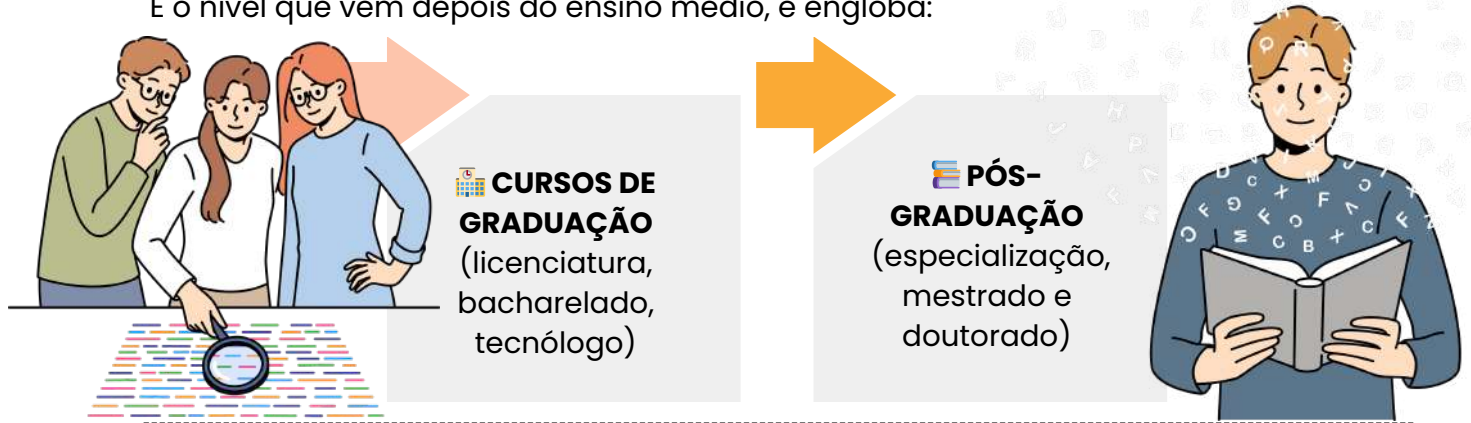 É o nível que vem depois do ensino médio, e engloba:
🏫 CURSOS DE
GRADUAÇÃO
(licenciatura,
bacharelado,
tecnólogo)
📚 PÓS-
GRADUAÇÃO
(especialização,
mestrado e
doutorado)